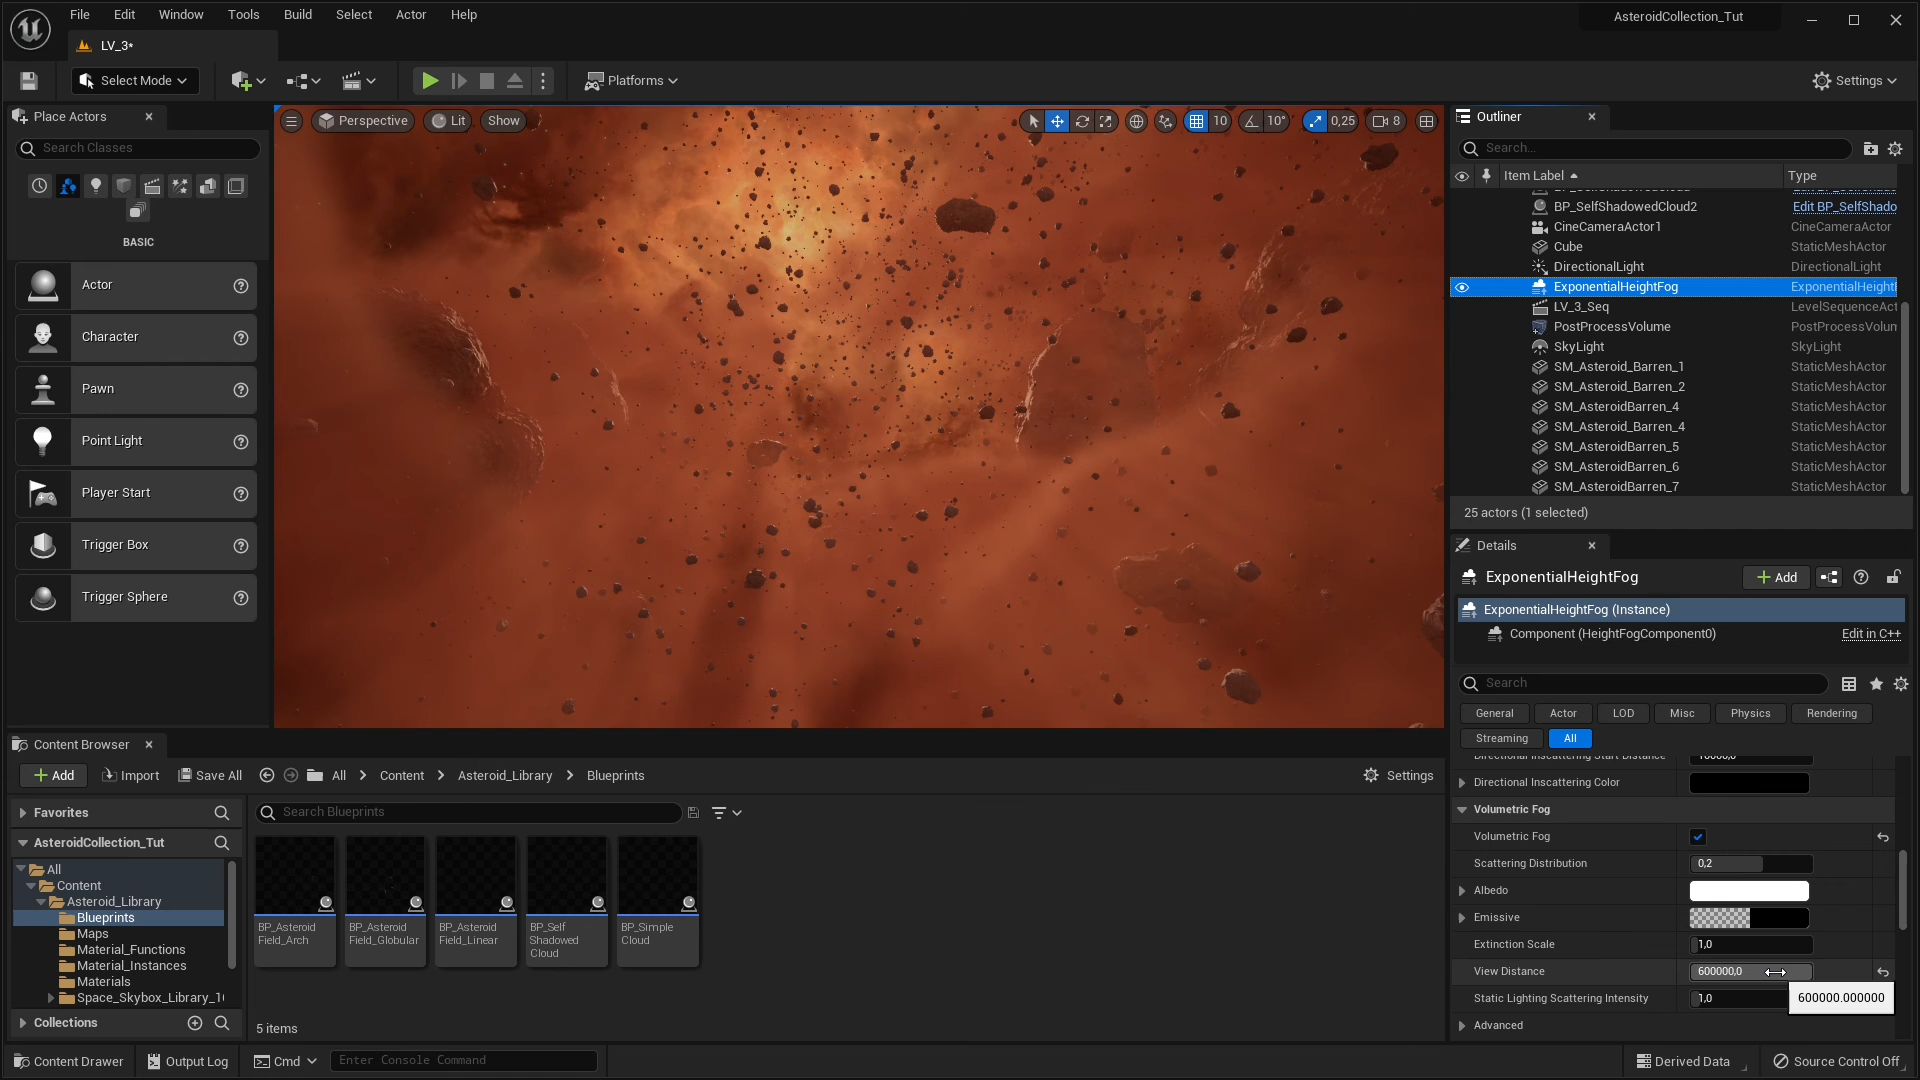 File Edit Window Tools Build Select Actor Help
AsteroidCollection_Tut
LV_3*
Select Mode
Platforms
Settings
Place Actors
Search Classes
BASIC
Actor
Character
Pawn
Point Light
Player Start
Trigger Box
Trigger Sphere
Perspective Lit Show
10 10° 0,25 8
Outliner
Search...
Item Label Type
BP_SelfShadowedCloud2 Edit BP_SelfShado
CineCameraActor1 CineCameraActor
Cube StaticMeshActor
DirectionalLight DirectionalLight
ExponentialHeightFog ExponentialHeightF
LV_3_Seq LevelSequenceAct
PostProcessVolume PostProcessVolun
SkyLight SkyLight
SM_Asteroid_Barren_1 StaticMeshActor
SM_Asteroid_Barren_2 StaticMeshActor
SM_AsteroidBarren_4 StaticMeshActor
SM_Asteroid_Barren_4 StaticMeshActor
SM_AsteroidBarren_5 StaticMeshActor
SM_AsteroidBarren_6 StaticMeshActor
SM_AsteroidBarren_7 StaticMeshActor
25 actors (1 selected)
Details
ExponentialHeightFog
Add
ExponentialHeightFog (Instance)
Component (HeightFogComponent0) Edit in C++
Search
General Actor LOD Misc Physics Rendering
Streaming All
Directional Inscattering Start Distance 10000,0
Directional Inscattering Color
Volumetric Fog
Volumetric Fog
Scattering Distribution 0,2
Albedo
Emissive
Extinction Scale 1,0
View Distance 600000,0
Static Lighting Scattering Intensity 1,0
600000.000000
Advanced
Content Browser
Add Import Save All All Content Asteroid_Library Blueprints Settings
Favorites
Search Blueprints
AsteroidCollection_Tut
All
Content
Asteroid_Library
Blueprints
Maps
Material_Functions
Material_Instances
Materials
Space_Skybox_Library_1
Collections
BP_Asteroid
Field_Arch
BP_Asteroid
Field_Globular
BP_Asteroid
Field_Linear
BP_Self
Shadowed
Cloud
BP_Simple
Cloud
5 items
Content Drawer Output Log Cmd Enter Console Command
Derived Data Source Control Off